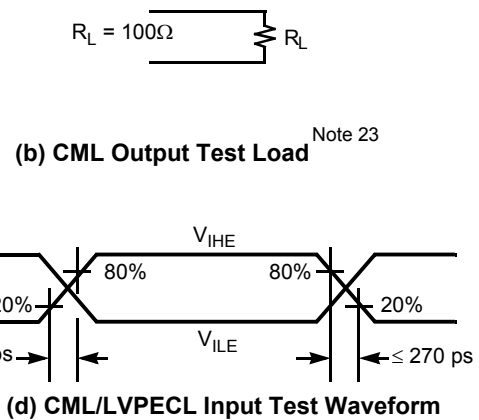 R_L = 100Ω
R_L
(b) CML Output Test Load Note 23
V_IHE
80%
80%
20%
20%
V_ILE
≤ 270 ps
(d) CML/LVPECL Input Test Waveform